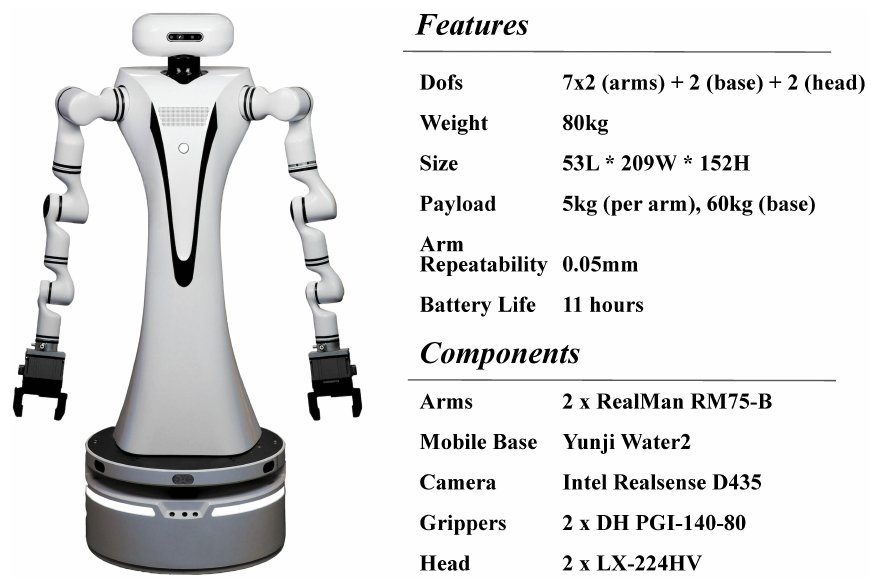 Features
Dofs 7x2 (arms) + 2 (base) + 2 (head)
Weight 80kg
Size 53L * 209W * 152H
Payload 5kg (per arm), 60kg (base)
Arm
Repeatability 0.05mm
Battery Life 11 hours
Components
Arms 2 x RealMan RM75-B
Mobile Base Yunji Water2
Camera Intel Realsense D435
Grippers 2 x DH PGI-140-80
Head 2 x LX-224HV